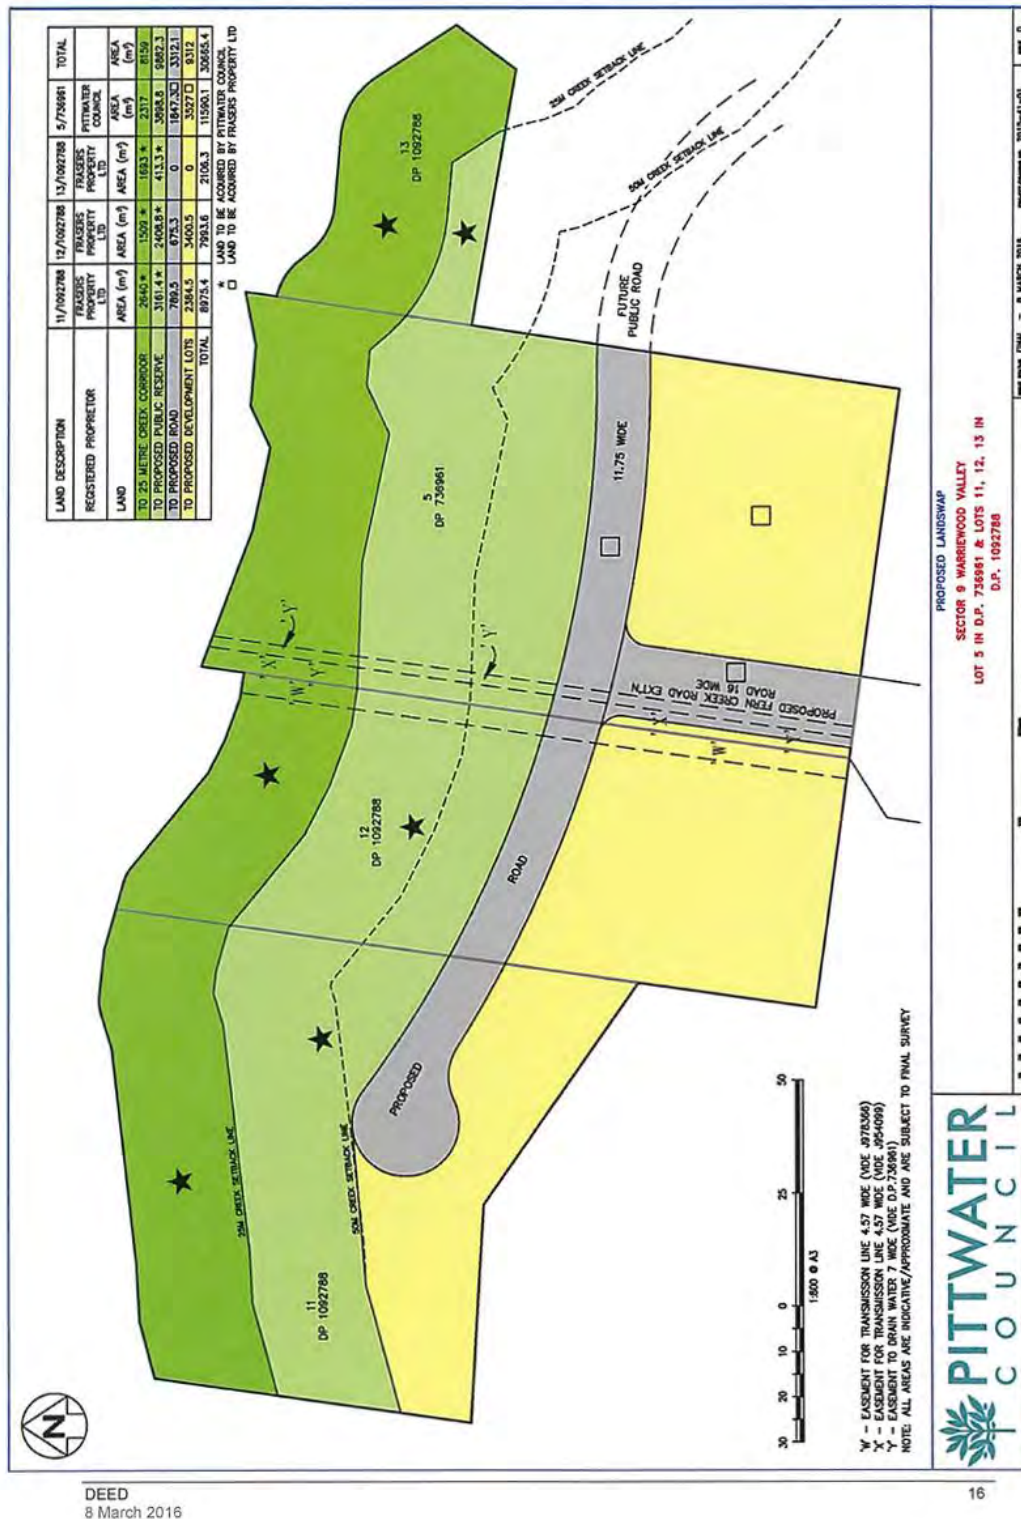 LAND DESCRIPTION 11/1092788 12/1092788 13/1092788 5/736961 TOTAL
REGISTERED PROPRIETOR FRASERS PROPERTY LTD FRASERS PROPERTY LTD FRASERS PROPERTY LTD PITTWATER COUNCIL
LAND AREA (m²) AREA (m²) AREA (m²) AREA (m²) AREA (m²)
TO 25 METRE CREEK CORRIDOR 2640 ★ 1509 ★ 1693 ★ 2317 8159
TO PROPOSED PUBLIC RESERVE 3161.4 ★ 2408.8 ★ 413.3 ★ 3898.8 9882.3
TO PROPOSED ROAD 789.5 675.3 0 1847.3 □ 3312.1
TO PROPOSED DEVELOPMENT LOTS 2384.5 3400.5 0 3527 □ 9312
TOTAL 8975.4 7993.6 2106.3 11590.1 30665.4
★ LAND TO BE ACQUIRED BY PITTWATER COUNCIL
□ LAND TO BE ACQUIRED BY FRASERS PROPERTY LTD
N
13
DP 1092788
25M CREEK SETBACK LINE
50M CREEK SETBACK LINE
FUTURE
PUBLIC ROAD
5
DP 736961
11.75 WIDE
'Y'
'X'
'W'
'Y'
'Y'
PROPOSED FERN CREEK ROAD EXT'N
ROAD 16 WIDE
'X'
'W'
'Y'
12
DP 1092788
ROAD
PROPOSED
25M CREEK SETBACK LINE
50M CREEK SETBACK LINE
11
DP 1092788
30 20 10 0 25 50
1:600 @ A3
'W' – EASEMENT FOR TRANSMISSION LINE 4.57 WIDE (VIDE J978366)
'X' – EASEMENT FOR TRANSMISSION LINE 4.57 WIDE (VIDE J954099)
'Y' – EASEMENT TO DRAIN WATER 7 WIDE (VIDE D.P.736961)
NOTE: ALL AREAS ARE INDICATIVE/APPROXIMATE AND ARE SUBJECT TO FINAL SURVEY
PITTWATER
COUNCIL
PROPOSED LANDSWAP
SECTOR 9 WARRIEWOOD VALLEY
LOT 5 IN D.P. 736961 & LOTS 11, 12, 13 IN
D.P. 1092788
DEED
8 March 2016
16